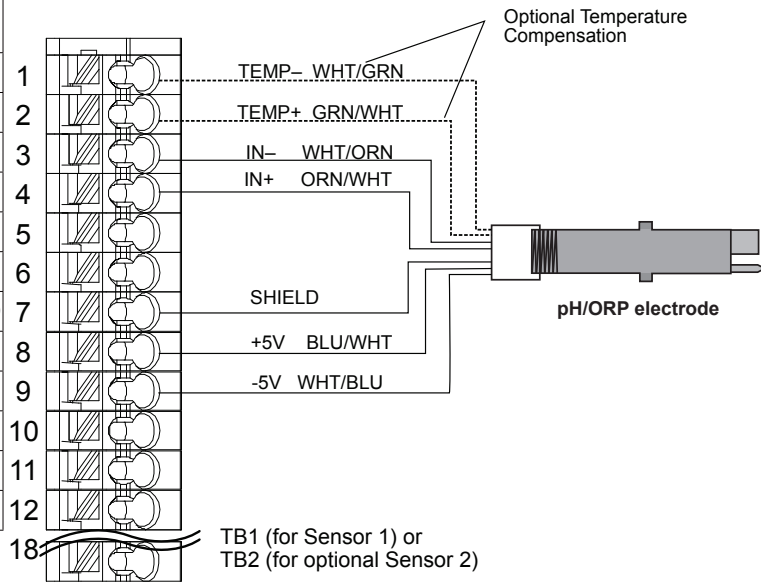 Optional Temperature
Compensation
1
TEMP– WHT/GRN
2
TEMP+ GRN/WHT
3
IN– WHT/ORN
4
IN+ ORN/WHT
5
6
7
SHIELD
pH/ORP electrode
8
+5V BLU/WHT
9
-5V WHT/BLU
10
11
12
18
TB1 (for Sensor 1) or
TB2 (for optional Sensor 2)